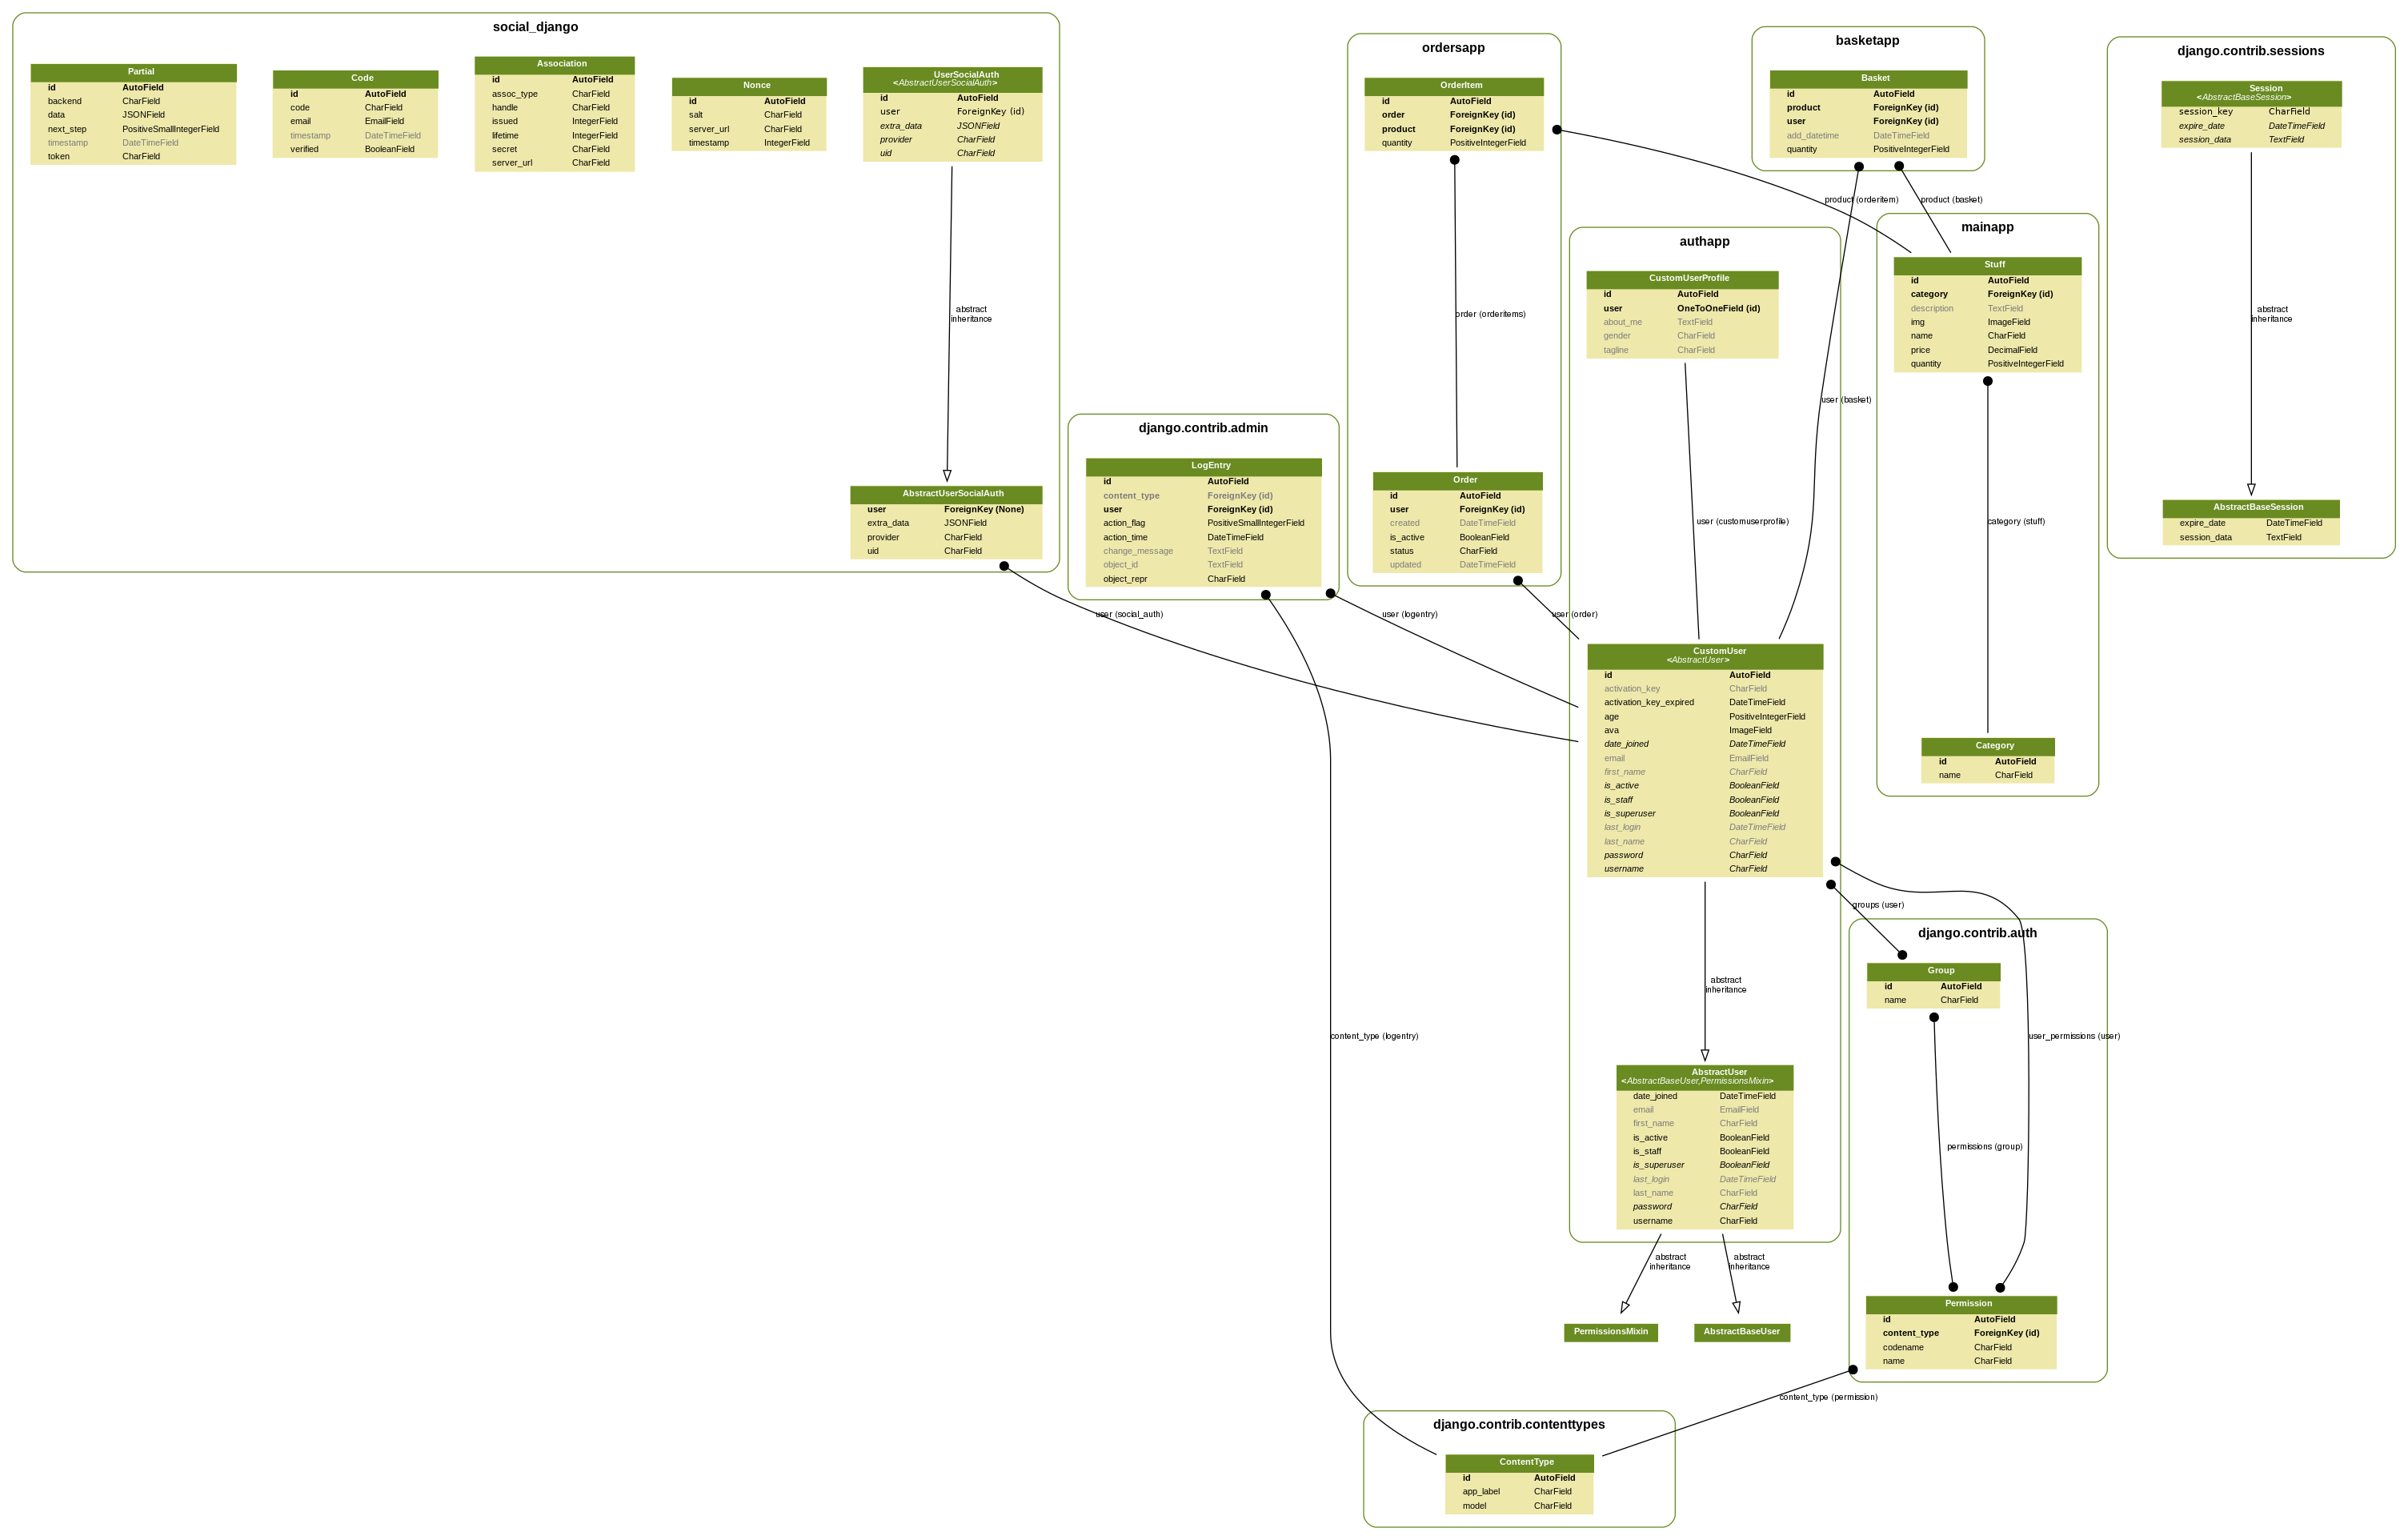 social_django
Partial
id AutoField
backend CharField
data JSONField
next_step PositiveSmallIntegerField
timestamp DateTimeField
token CharField
Code
id AutoField
code CharField
email EmailField
timestamp DateTimeField
verified BooleanField
Association
id AutoField
assoc_type CharField
handle CharField
issued IntegerField
lifetime IntegerField
secret CharField
server_url CharField
Nonce
id AutoField
salt CharField
server_url CharField
timestamp IntegerField
UserSocialAuth
<AbstractUserSocialAuth>
id AutoField
user ForeignKey (id)
extra_data JSONField
provider CharField
uid CharField
abstract
inheritance
AbstractUserSocialAuth
user ForeignKey (None)
extra_data JSONField
provider CharField
uid CharField
user (social_auth)
django.contrib.admin
LogEntry
id AutoField
content_type ForeignKey (id)
user ForeignKey (id)
action_flag PositiveSmallIntegerField
action_time DateTimeField
change_message TextField
object_id TextField
object_repr CharField
user (logentry)
content_type (logentry)
ordersapp
OrderItem
id AutoField
order ForeignKey (id)
product ForeignKey (id)
quantity PositiveIntegerField
order (orderitems)
Order
id AutoField
user ForeignKey (id)
created DateTimeField
is_active BooleanField
status CharField
updated DateTimeField
user (order)
basketapp
Basket
id AutoField
product ForeignKey (id)
user ForeignKey (id)
add_datetime DateTimeField
quantity PositiveIntegerField
product (orderitem)
product (basket)
user (basket)
authapp
CustomUserProfile
id AutoField
user OneToOneField (id)
about_me TextField
gender CharField
tagline CharField
user (customuserprofile)
CustomUser
<AbstractUser>
id AutoField
activation_key CharField
activation_key_expired DateTimeField
age PositiveIntegerField
ava ImageField
date_joined DateTimeField
email EmailField
first_name CharField
is_active BooleanField
is_staff BooleanField
is_superuser BooleanField
last_login DateTimeField
last_name CharField
password CharField
username CharField
abstract
inheritance
AbstractUser
<AbstractBaseUser,PermissionsMixin>
date_joined DateTimeField
email EmailField
first_name CharField
is_active BooleanField
is_staff BooleanField
is_superuser BooleanField
last_login DateTimeField
last_name CharField
password CharField
username CharField
abstract
inheritance
abstract
inheritance
PermissionsMixin
AbstractBaseUser
mainapp
Stuff
id AutoField
category ForeignKey (id)
description TextField
img ImageField
name CharField
price DecimalField
quantity PositiveIntegerField
category (stuff)
Category
id AutoField
name CharField
django.contrib.sessions
Session
<AbstractBaseSession>
session_key CharField
expire_date DateTimeField
session_data TextField
abstract
inheritance
AbstractBaseSession
expire_date DateTimeField
session_data TextField
groups (user)
django.contrib.auth
Group
id AutoField
name CharField
user_permissions (user)
permissions (group)
Permission
id AutoField
content_type ForeignKey (id)
codename CharField
name CharField
content_type (permission)
django.contrib.contenttypes
ContentType
id AutoField
app_label CharField
model CharField